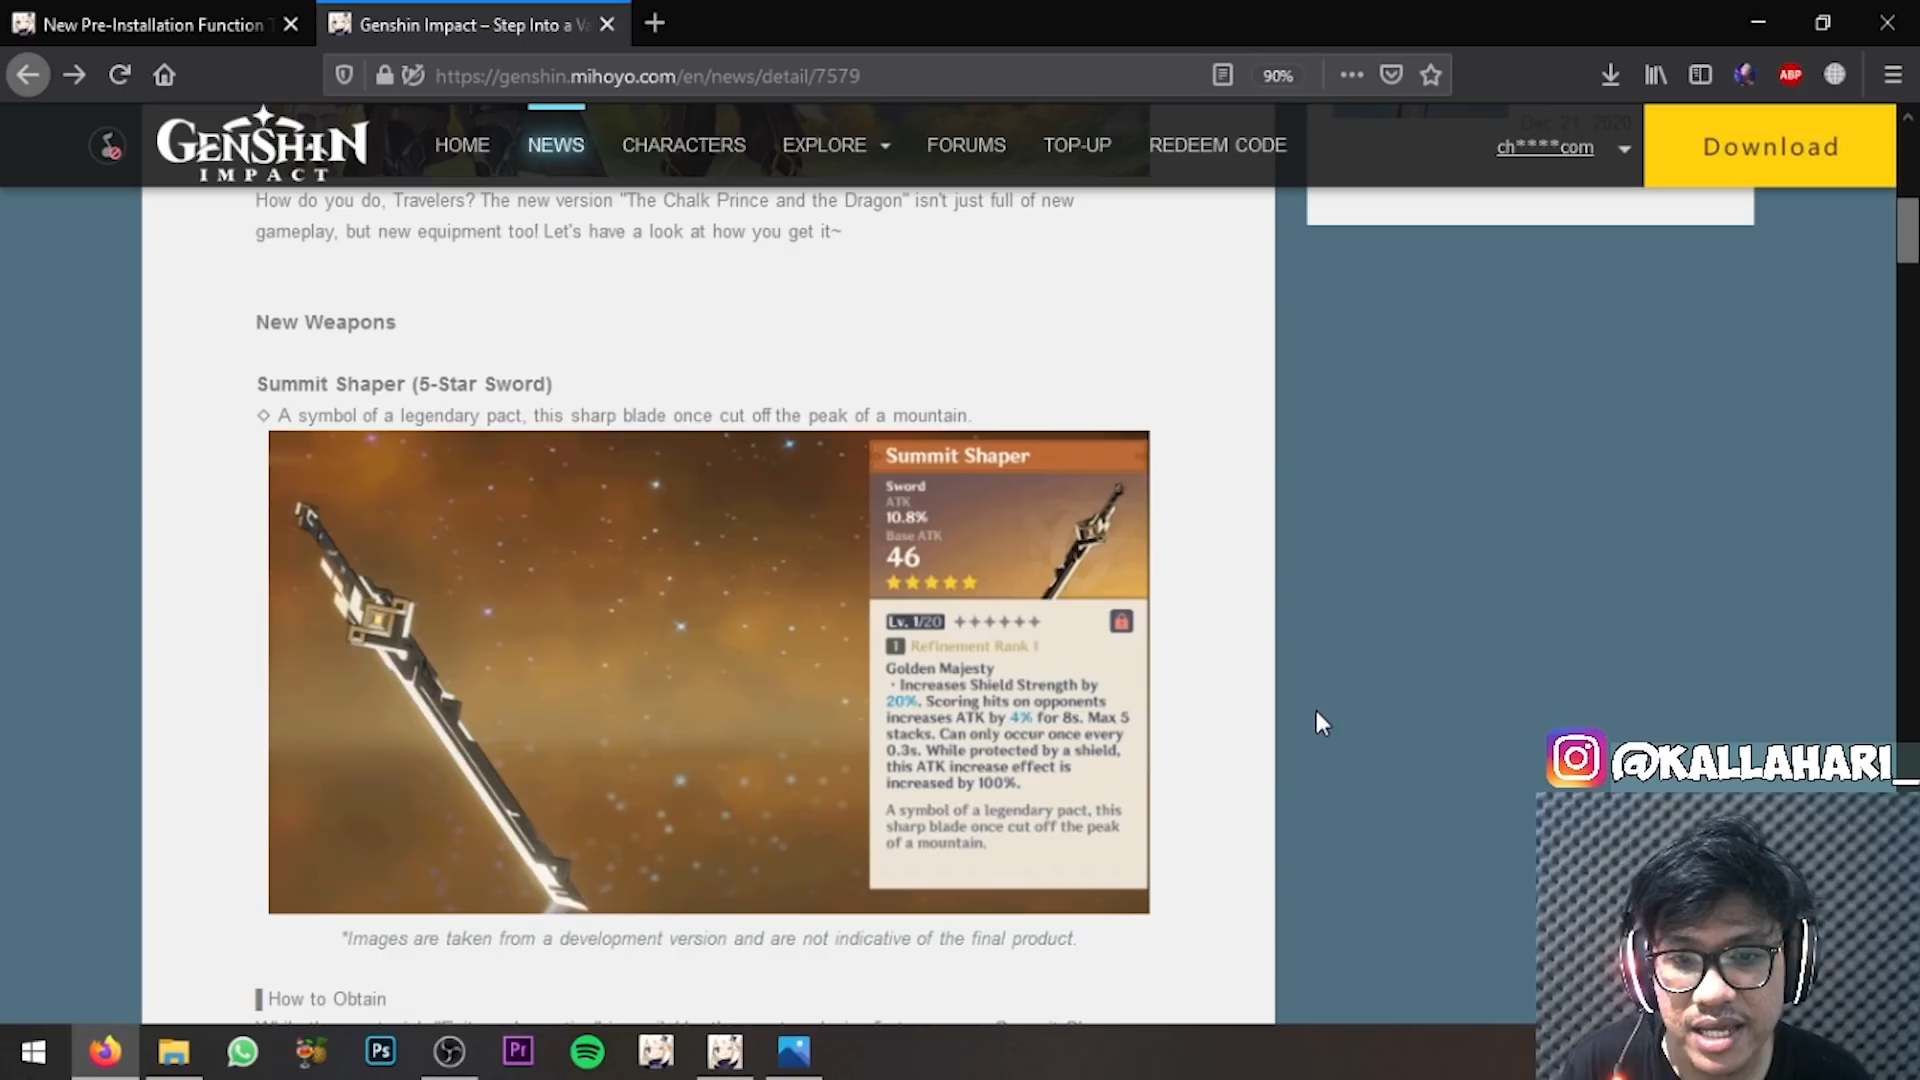 New Pre-Installation Function
Genshin Impact – Step Into a Va
https://genshin.mihoyo.com/en/news/detail/7579
90%
ABP
GENSHIN
IMPACT
HOME
NEWS
CHARACTERS
EXPLORE
FORUMS
TOP-UP
REDEEM CODE
Dec 21, 2020
ch****com
Download
How do you do, Travelers? The new version "The Chalk Prince and the Dragon" isn't just full of new
gameplay, but new equipment too! Let's have a look at how you get it~
New Weapons
Summit Shaper (5-Star Sword)
◇ A symbol of a legendary pact, this sharp blade once cut off the peak of a mountain.
Summit Shaper
Sword
ATK
10.8%
Base ATK
46
Lv. 1/20
1 Refinement Rank 1
Golden Majesty
· Increases Shield Strength by
20%. Scoring hits on opponents
increases ATK by 4% for 8s. Max 5
stacks. Can only occur once every
0.3s. While protected by a shield,
this ATK increase effect is
increased by 100%.
A symbol of a legendary pact, this
sharp blade once cut off the peak
of a mountain.
*Images are taken from a development version and are not indicative of the final product.
How to Obtain
@KALLAHARI_
Ps
Pr